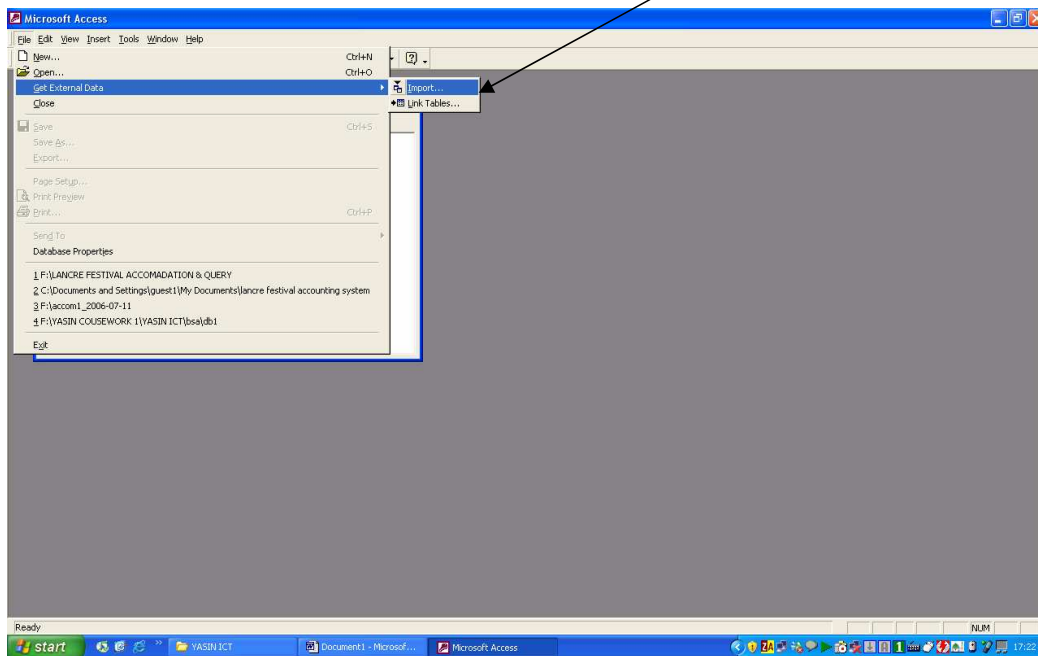 Microsoft Access
File Edit View Insert Tools Window Help
New... Ctrl+N
Open... Ctrl+O
Get External Data
Import...
Close
Link Tables...
Save Ctrl+S
Save As...
Export...
Page Setup...
Print Preview
Print... Ctrl+P
Send To
Database Properties
1 F:\LANCRE FESTIVAL ACCOMADATION & QUERY
2 C:\Documents and Settings\guest1\My Documents\lancre festival accounting system
3 F:\accom1_2006-07-11
4 F:\YASIN COUSEWORK 1\YASIN ICT\bsa\db1
Exit
Ready NUM
start YASIN ICT Document1 - Microsof... Microsoft Access ZA 1 17:22